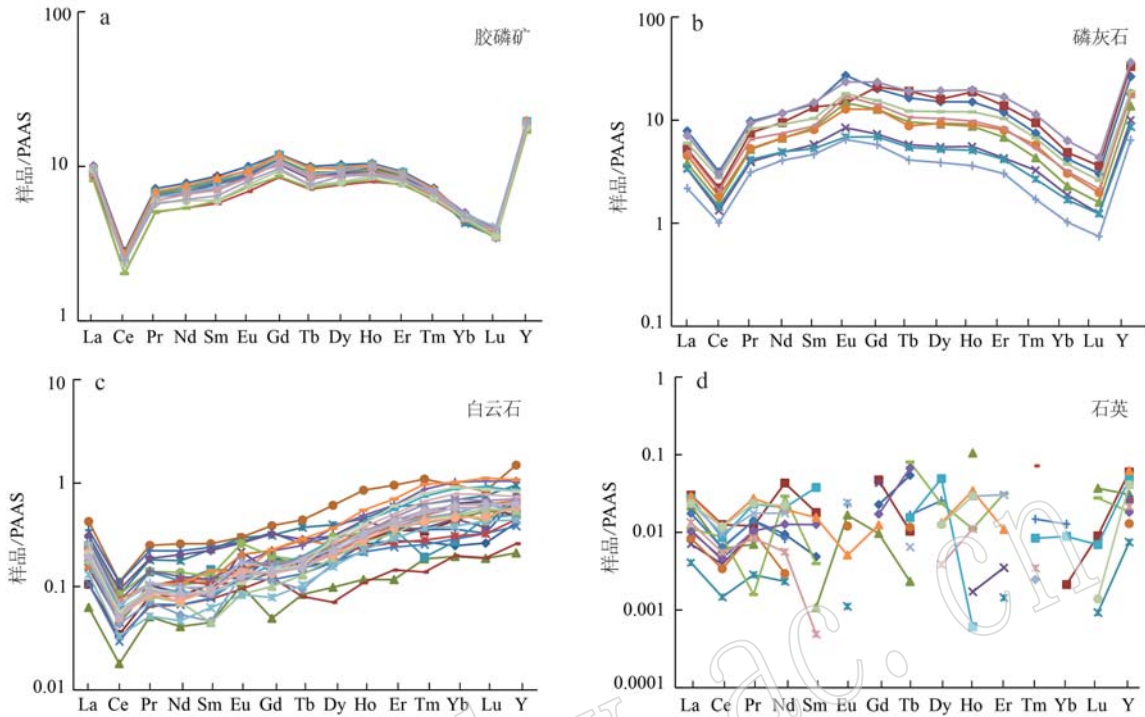 a
胶磷矿
样品/PAAS
100
10
1
La Ce Pr Nd Sm Eu Gd Tb Dy Ho Er Tm Yb Lu Y
b
磷灰石
样品/PAAS
100
10
1
0.1
La Ce Pr Nd Sm Eu Gd Tb Dy Ho Er Tm Yb Lu Y
c
白云石
样品/PAAS
10
1
0.1
0.01
La Ce Pr Nd Sm Eu Gd Tb Dy Ho Er Tm Yb Lu Y
d
石英
样品/PAAS
1
0.1
0.01
0.001
0.0001
La Ce Pr Nd Sm Eu Gd Tb Dy Ho Er Tm Yb Lu Y
ac. cn